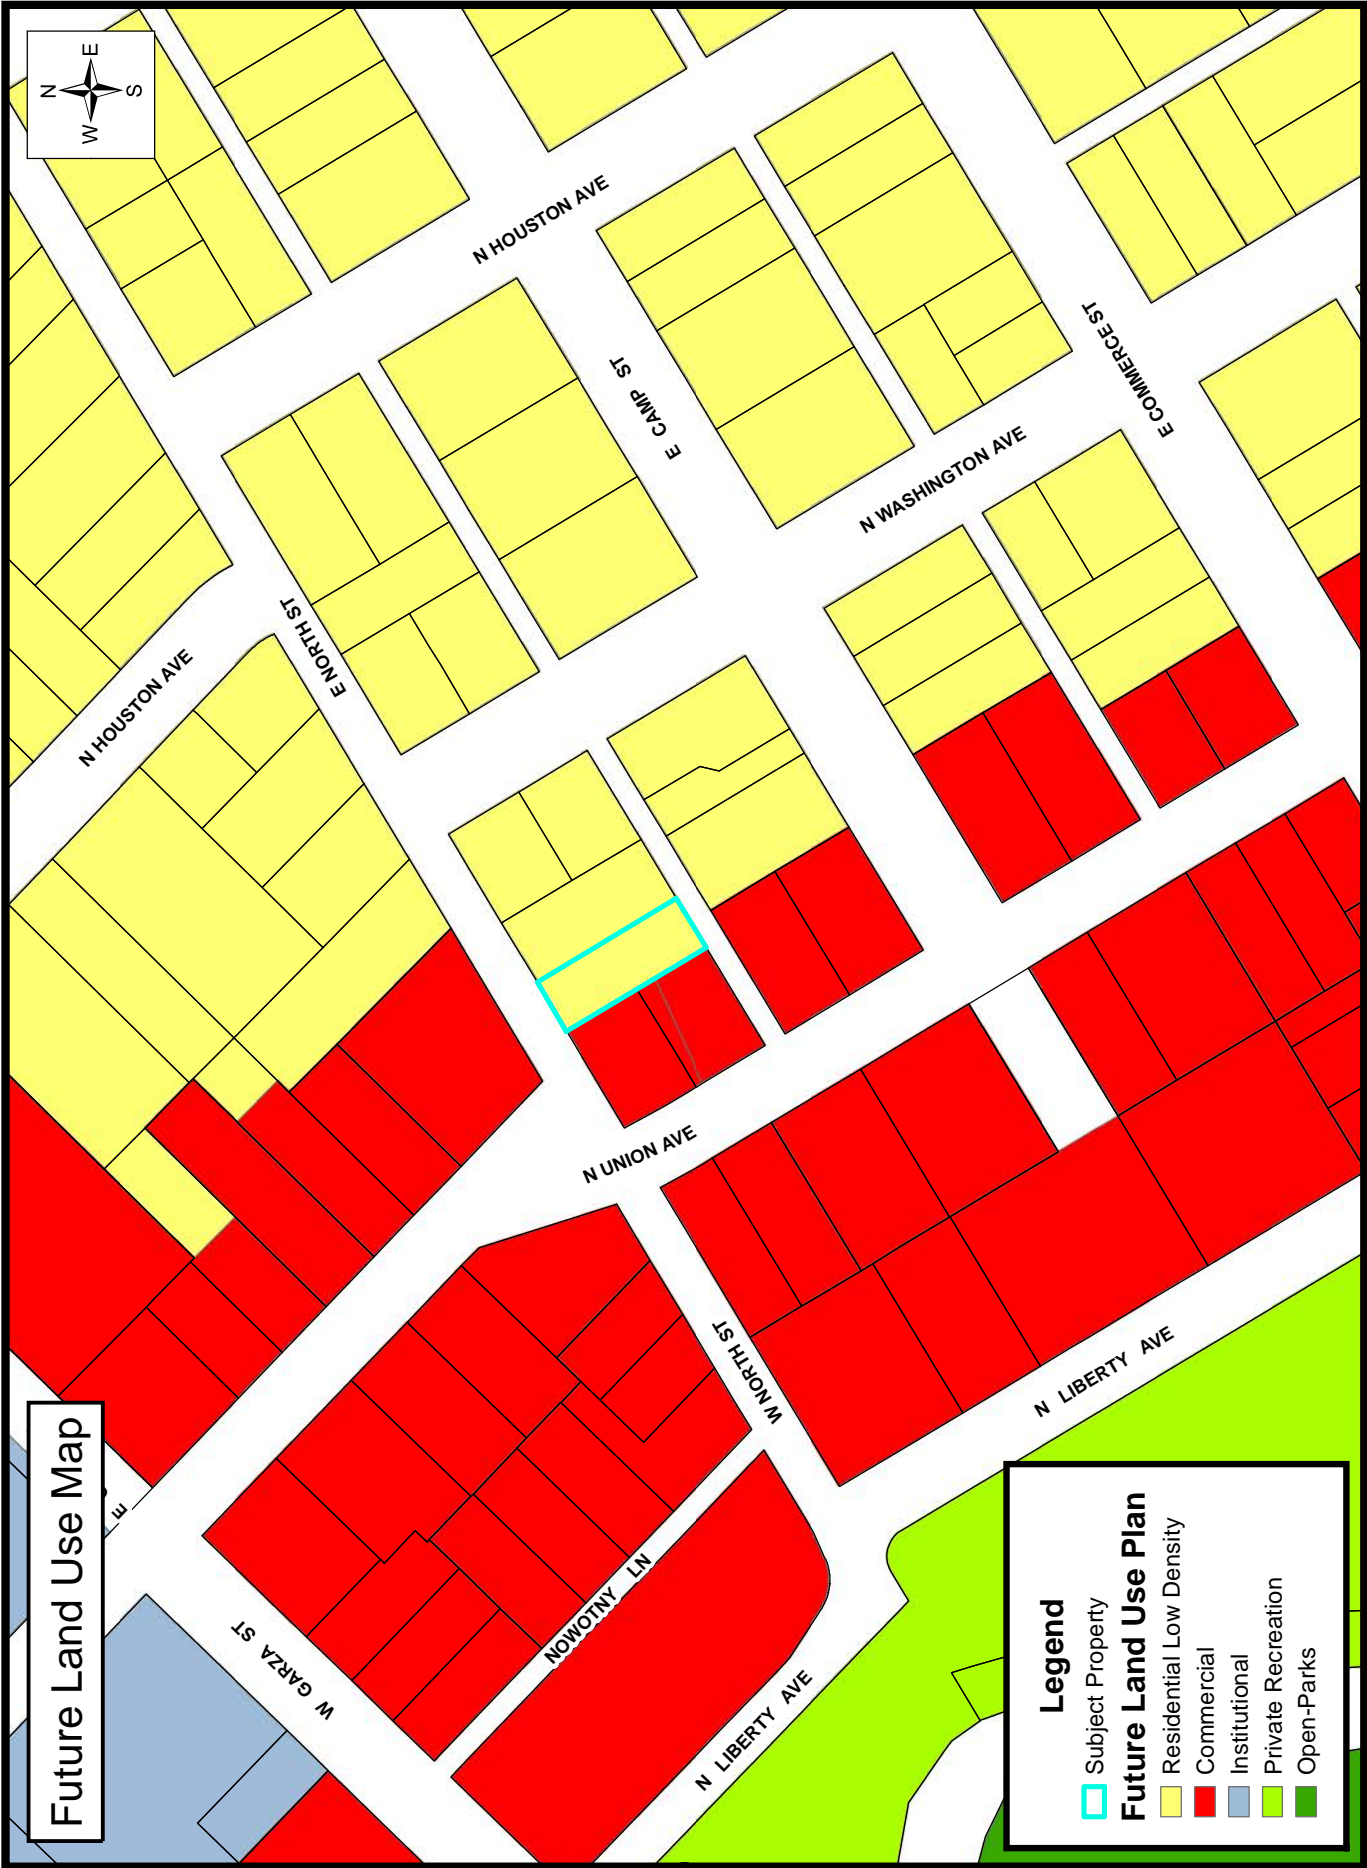 Future Land Use Map
N
W
E
S
N HOUSTON AVE
N HOUSTON AVE
E NORTH ST
E CAMP ST
E COMMERCE ST
N WASHINGTON AVE
N UNION AVE
W NORTH ST
N LIBERTY AVE
N LIBERTY AVE
NOWOTNY LN
W GARZA ST
E
Legend
Subject Property
Future Land Use Plan
Residential Low Density
Commercial
Institutional
Private Recreation
Open-Parks